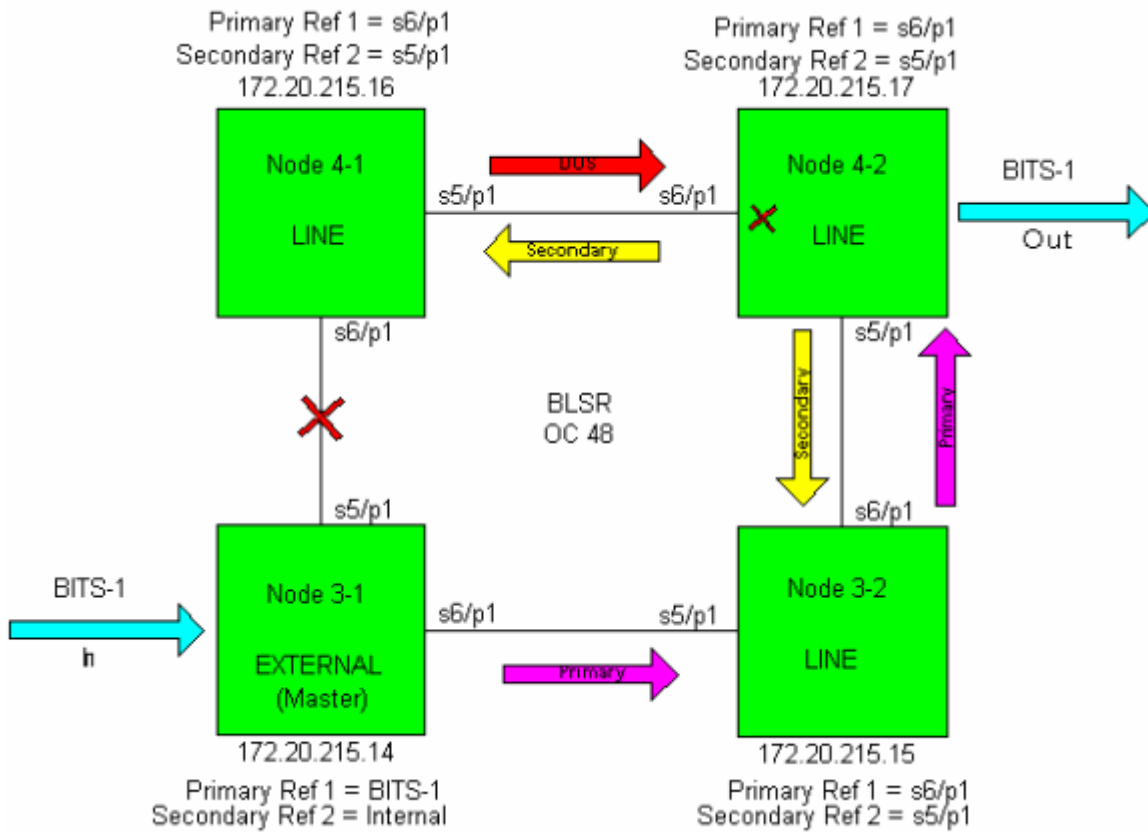 Primary Ref 1 = s6/p1
Secondary Ref 2 = s5/p1
172.20.215.16
Primary Ref 1 = s6/p1
Secondary Ref 2 = s5/p1
172.20.215.17
Node 4-1
LINE
DUS
s5/p1
s6/p1
Secondary
Node 4-2
LINE
BITS-1
Out
s6/p1
s5/p1
BLSR
OC 48
Secondary
Primary
s5/p1
s6/p1
BITS-1
In
Node 3-1
EXTERNAL
(Master)
s6/p1
s5/p1
Primary
Node 3-2
LINE
172.20.215.14
Primary Ref 1 = BITS-1
Secondary Ref 2 = Internal
172.20.215.15
Primary Ref 1 = s6/p1
Secondary Ref 2 = s5/p1